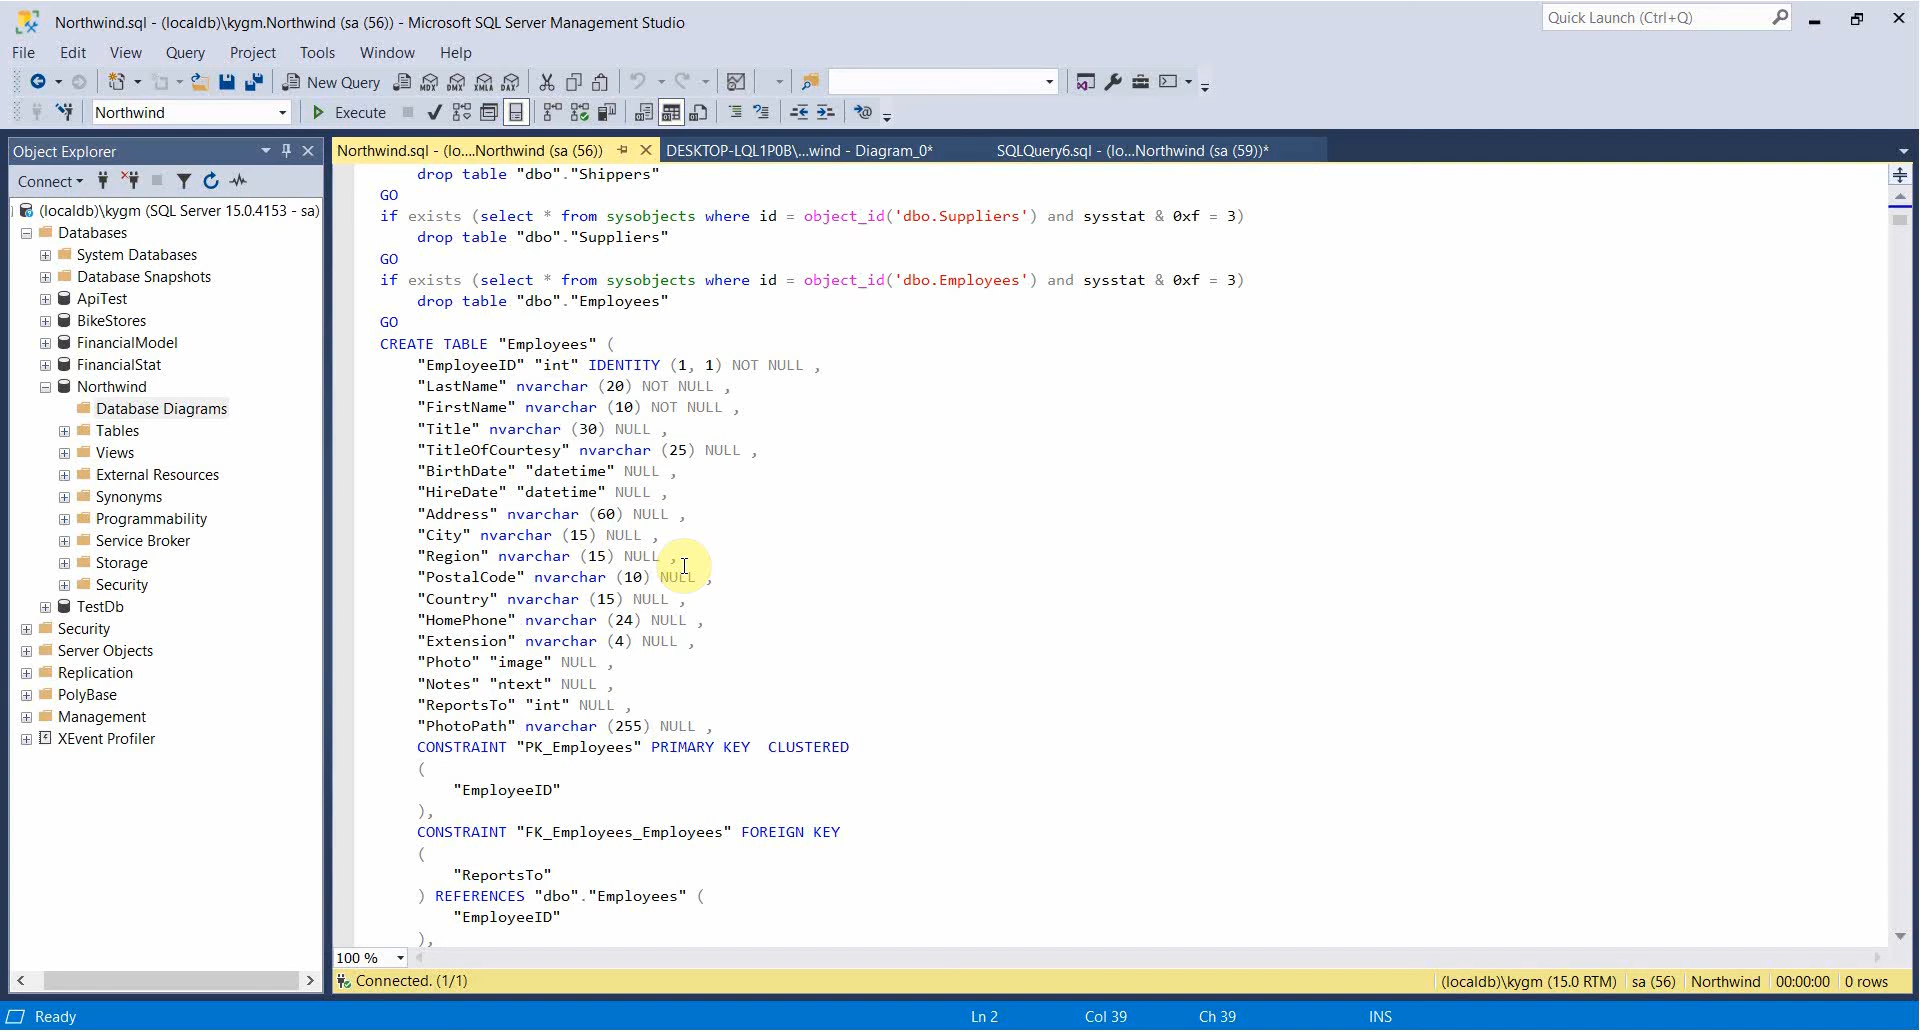 Northwind.sql - (localdb)\kygm.Northwind (sa (56)) - Microsoft SQL Server Management Studio
Quick Launch (Ctrl+Q)
File Edit View Query Project Tools Window Help
New Query MDX DMX XMLA DAX
Northwind Execute
Object Explorer
Connect
(localdb)\kygm (SQL Server 15.0.4153 - sa)
Databases
System Databases
Database Snapshots
ApiTest
BikeStores
FinancialModel
FinancialStat
Northwind
Database Diagrams
Tables
Views
External Resources
Synonyms
Programmability
Service Broker
Storage
Security
TestDb
Security
Server Objects
Replication
PolyBase
Management
XEvent Profiler
Northwind.sql - (lo....Northwind (sa (56)) DESKTOP-LQL1P0B\...wind - Diagram_0* SQLQuery6.sql - (lo...Northwind (sa (59))*
drop table "dbo"."Shippers"
GO
if exists (select * from sysobjects where id = object_id('dbo.Suppliers') and sysstat & 0xf = 3)
drop table "dbo"."Suppliers"
GO
if exists (select * from sysobjects where id = object_id('dbo.Employees') and sysstat & 0xf = 3)
drop table "dbo"."Employees"
GO
CREATE TABLE "Employees" (
"EmployeeID" "int" IDENTITY (1, 1) NOT NULL ,
"LastName" nvarchar (20) NOT NULL ,
"FirstName" nvarchar (10) NOT NULL ,
"Title" nvarchar (30) NULL ,
"TitleOfCourtesy" nvarchar (25) NULL ,
"BirthDate" "datetime" NULL ,
"HireDate" "datetime" NULL ,
"Address" nvarchar (60) NULL ,
"City" nvarchar (15) NULL ,
"Region" nvarchar (15) NULL ,
"PostalCode" nvarchar (10) NULL ,
"Country" nvarchar (15) NULL ,
"HomePhone" nvarchar (24) NULL ,
"Extension" nvarchar (4) NULL ,
"Photo" "image" NULL ,
"Notes" "ntext" NULL ,
"ReportsTo" "int" NULL ,
"PhotoPath" nvarchar (255) NULL ,
CONSTRAINT "PK_Employees" PRIMARY KEY  CLUSTERED
(
"EmployeeID"
),
CONSTRAINT "FK_Employees_Employees" FOREIGN KEY
(
"ReportsTo"
) REFERENCES "dbo"."Employees" (
"EmployeeID"
),
100 %
Connected. (1/1) (localdb)\kygm (15.0 RTM) sa (56) Northwind 00:00:00 0 rows
Ready Ln 2 Col 39 Ch 39 INS